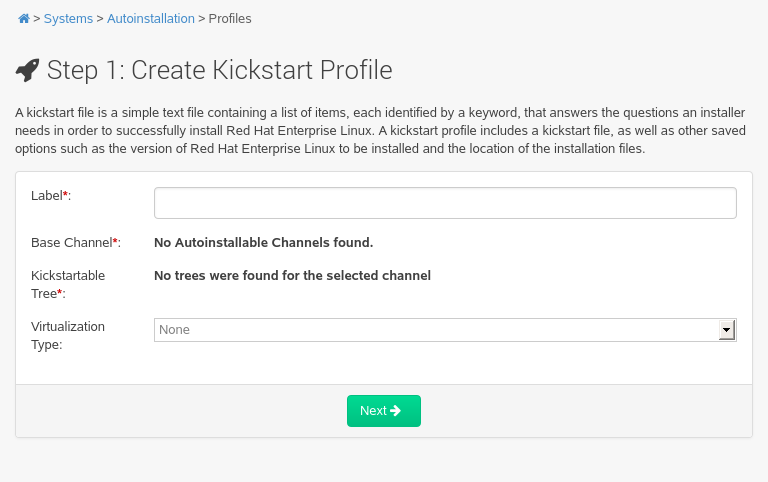 > Systems > Autoinstallation > Profiles
Step 1: Create Kickstart Profile
A kickstart file is a simple text file containing a list of items, each identified by a keyword, that answers the questions an installer
needs in order to successfully install Red Hat Enterprise Linux. A kickstart profile includes a kickstart file, as well as other saved
options such as the version of Red Hat Enterprise Linux to be installed and the location of the installation files.
Label*:
Base Channel*: No Autoinstallable Channels found.
Kickstartable No trees were found for the selected channel
Tree*:
Virtualization None
Type:
Next